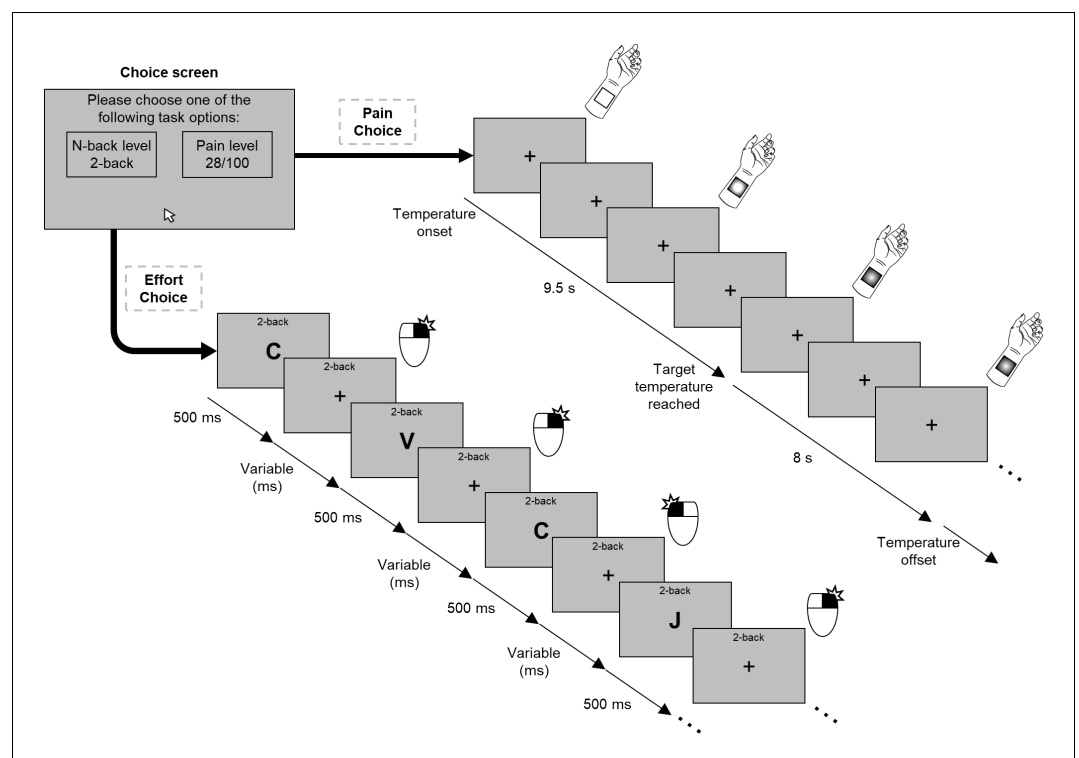 Choice screen
Please choose one of the
following task options:
N-back level
2-back
Pain level
28/100
Pain
Choice
Effort
Choice
+
+
+
+
+
+
+
Temperature
onset
9.5 s
Target
temperature
reached
8 s
Temperature
offset
2-back
C
2-back
+
2-back
V
2-back
+
2-back
C
2-back
+
2-back
J
2-back
+
500 ms
Variable
(ms)
500 ms
Variable
(ms)
500 ms
Variable
(ms)
500 ms